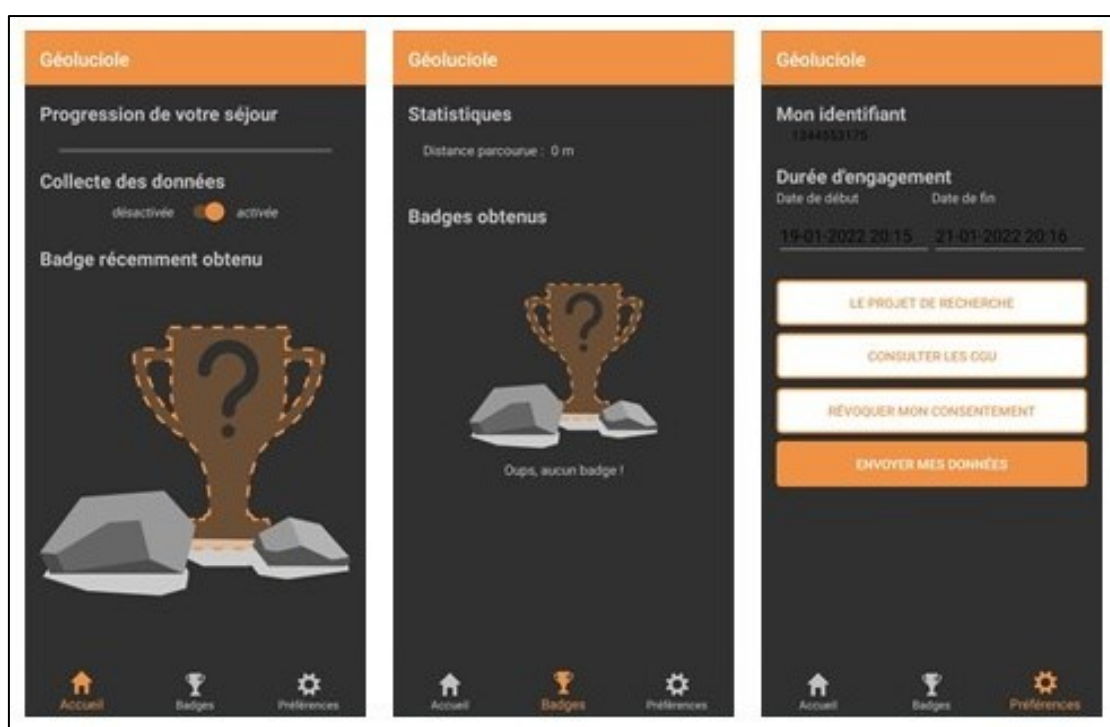 Géoluciole
Progression de votre séjour
Collecte des données
désactivée activée
Badge récemment obtenu
?
Accueil Badges Préférences
Géoluciole
Statistiques
Distance parcourue : 0 m
Badges obtenus
?
Oups, aucun badge !
Accueil Badges Préférences
Géoluciole
Mon identifiant
1344553175
Durée d'engagement
Date de début Date de fin
19-01-2022 20:15 21-01-2022 20:16
LE PROJET DE RECHERCHE
CONSULTER LES CGU
RÉVOQUER MON CONSENTEMENT
ENVOYER MES DONNÉES
Accueil Badges Préférences